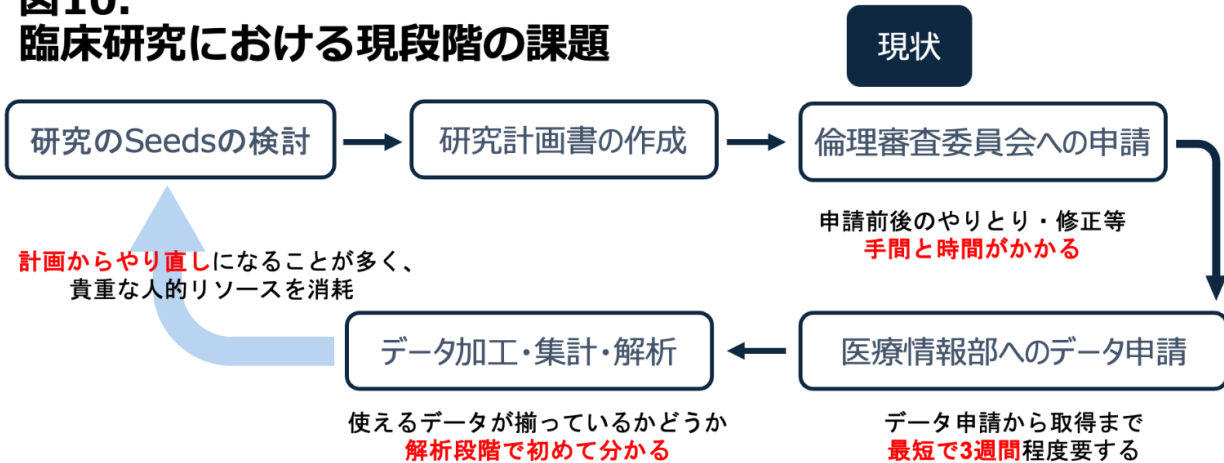 図10.
臨床研究における現段階の課題
現状
研究のSeedsの検討
研究計画書の作成
倫理審査委員会への申請
申請前後のやりとり・修正等
手間と時間がかかる
計画からやり直しになることが多く、
貴重な人的リソースを消耗
データ加工・集計・解析
医療情報部へのデータ申請
使えるデータが揃っているかどうか
解析段階で初めて分かる
データ申請から取得まで
最短で3週間程度要する